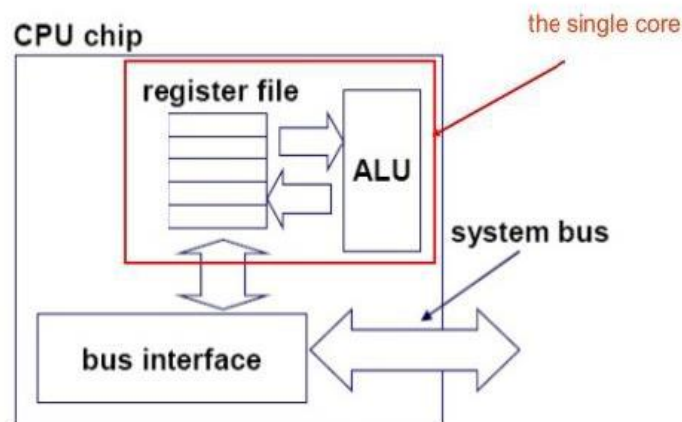 the single core
CPU chip
register file
ALU
system bus
bus interface